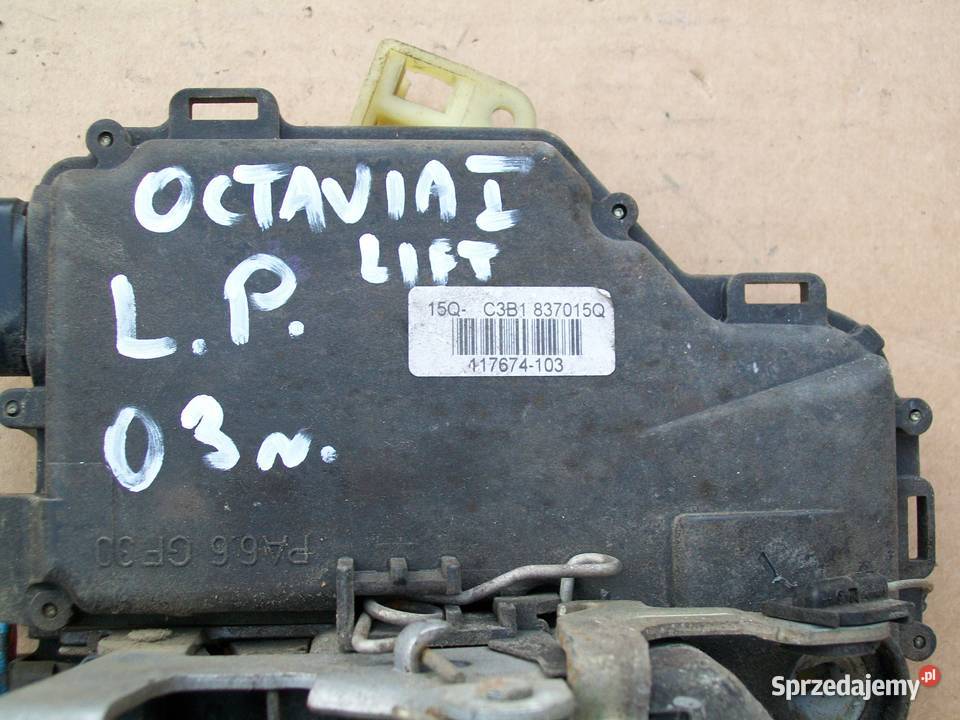 OCTAVIA I
LIFT
L.P.
15Q- C3B1 837015Q
117674-103
03 n.
PA6.6 GF30
Sprzedajemy.pl